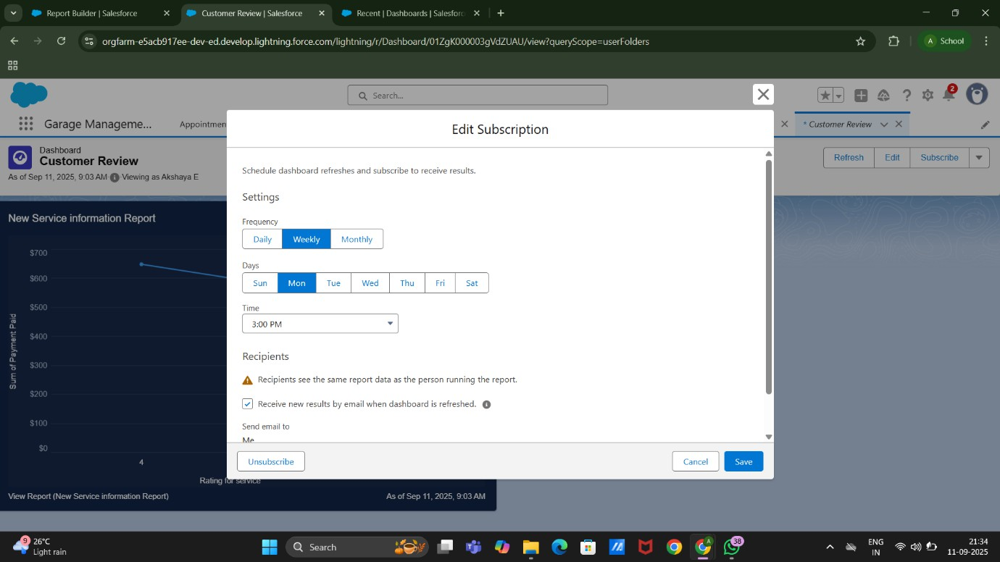 Report Builder | Salesforce
Customer Review | Salesforce
Recent | Dashboards | Salesforc
orgfarm-e5acb917ee-dev-ed.develop.lightning.force.com/lightning/r/Dashboard/01ZgK000003gVdZUAU/view?queryScope=userFolders
A School
Search...
2
Garage Manageme...
Appointmen
* Customer Review
Edit Subscription
Dashboard
Customer Review
As of Sep 11, 2025, 9:03 AM Viewing as Akshaya E
Refresh
Edit
Subscribe
Schedule dashboard refreshes and subscribe to receive results.
Settings
New Service information Report
Frequency
Daily
Weekly
Monthly
Days
Sun
Mon
Tue
Wed
Thu
Fri
Sat
Time
3:00 PM
Recipients
Recipients see the same report data as the person running the report.
Receive new results by email when dashboard is refreshed.
Send email to
Me
Unsubscribe
Cancel
Save
$700
$600
$500
$400
$300
$200
$100
$0
Sum of Payment Paid
4
Rating for service
View Report (New Service information Report)
As of Sep 11, 2025, 9:03 AM
9
26°C
Light rain
Search
A
38
ENG
IN
21:34
11-09-2025